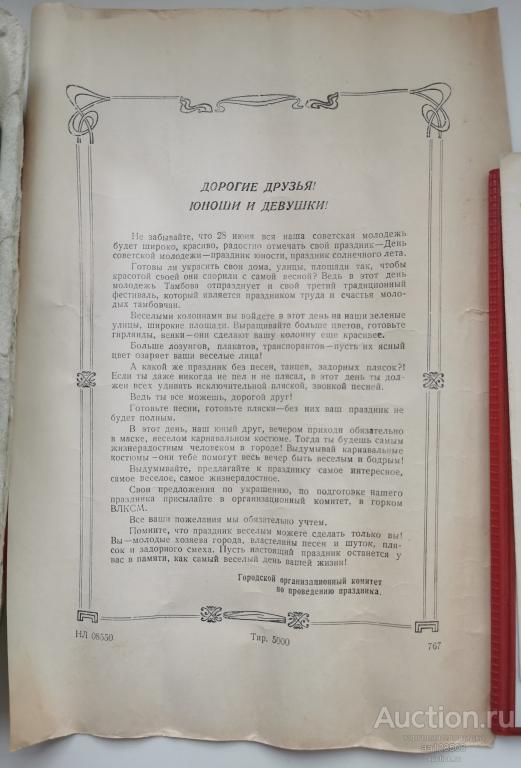 ДОРОГИЕ ДРУЗЬЯ!
ЮНОШИ И ДЕВУШКИ!
Не забывайте, что 28 июня вся наша советская молодежь
будет широко, красиво, радостно отмечать свой праздник—День
советской молодежи—праздник юности, праздник солнечного лета.
Готовы ли украсить свои дома, улицы, площади так, чтобы
красотой своей они спорили с самой весной? Ведь в этот день
молодежь Тамбова отпразднует и свой третий традиционный
фестиваль, который является праздником труда и счастья моло-
дых тамбовчан.
Веселыми колоннами вы войдете в этот день на наши зеленые
улицы, широкие площади. Выращивайте больше цветов, готовьте
гирлянды, венки—они сделают вашу колонну еще красивее.
Больше лозунгов, плакатов, транспорантов—пусть их ясный
цвет озаряет ваши веселые лица!
А какой же праздник без песен, танцев, задорных плясок?!
Если ты даже никогда не пел и не плясал, в этот день ты дол-
жен всех удивить исключительной пляской, звонкой песней.
Ведь ты все можешь, дорогой друг!
Готовьте песни, готовьте пляски—без них ваш праздник не
будет полным.
В этот день, наш юный друг, вечером приходи обязательно
в маске, веселом карнавальном костюме. Тогда ты будешь самым
жизнерадостным человеком в городе! Выдумывай карнавальные
костюмы—они тебе помогут весь вечер быть веселым и бодрым!
Выдумывайте, предлагайте к празднику самое интересное,
самое веселое, самое жизнерадостное.
Свои предложения по украшению, по подготовке нашего
праздника присылайте в организационный комитет, в горком
ВЛКСМ.
Все ваши пожелания мы обязательно учтем.
Помните, что праздник веселым можете сделать только вы!
Вы—молодые хозяева города, властелины песен и шуток, пля-
сок и задорного смеха. Пусть настоящий праздник останется у
вас в памяти, как самый веселый день вашей жизни!
Городской организационный комитет
по проведению праздника.
НЛ 08550 Тир. 5000 767
Auction.ru